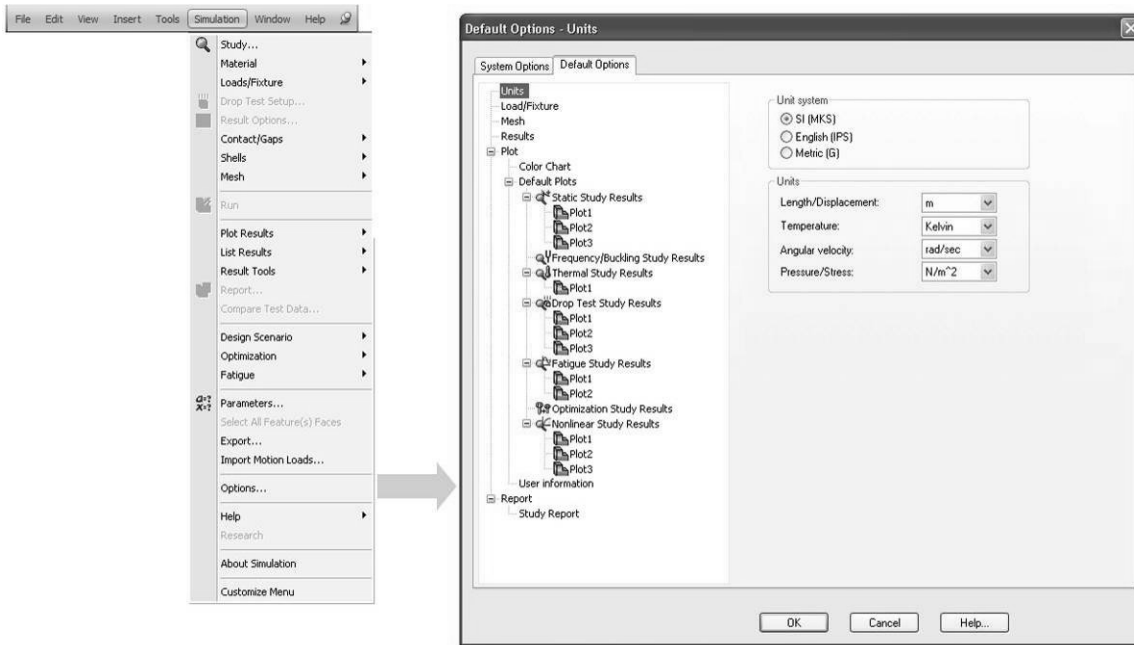 File Edit View Insert Tools Simulation Window Help
Study...
Material
Loads/Fixture
Drop Test Setup...
Result Options...
Contact/Gaps
Shells
Mesh
Run
Plot Results
List Results
Result Tools
Report...
Compare Test Data...
Design Scenario
Optimization
Fatigue
Parameters...
Select All Feature(s) Faces
Export...
Import Motion Loads...
Options...
Help
Research
About Simulation
Customize Menu
Default Options - Units
System Options Default Options
Units
Load/Fixture
Mesh
Results
Plot
Color Chart
Default Plots
Static Study Results
Plot1
Plot2
Plot3
Frequency/Buckling Study Results
Thermal Study Results
Plot1
Drop Test Study Results
Plot1
Plot2
Plot3
Fatigue Study Results
Plot1
Plot2
Optimization Study Results
Nonlinear Study Results
Plot1
Plot2
Plot3
User information
Report
Study Report
Unit system
SI (MKS)
English (IPS)
Metric (G)
Units
Length/Displacement: m
Temperature: Kelvin
Angular velocity: rad/sec
Pressure/Stress: N/m^2
OK Cancel Help...